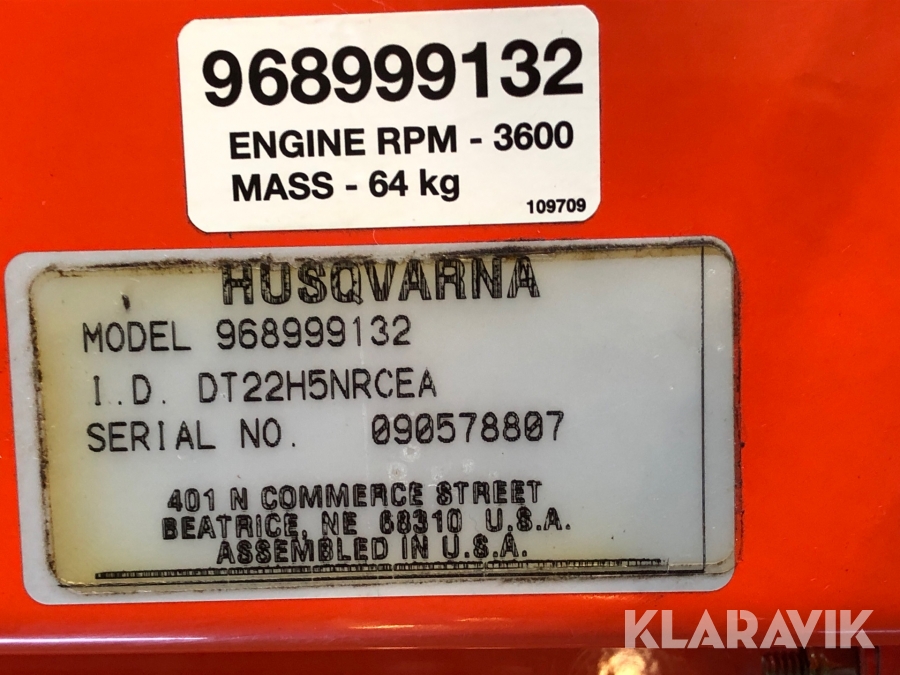 968999132
ENGINE RPM - 3600
MASS - 64 kg
109709
HUSQVARNA
MODEL 968999132
I.D. DT22H5NRCEA
SERIAL NO. 090578807
401 N COMMERCE STREET
BEATRICE, NE 68310 U.S.A.
ASSEMBLED IN U.S.A.
KLARAVIK